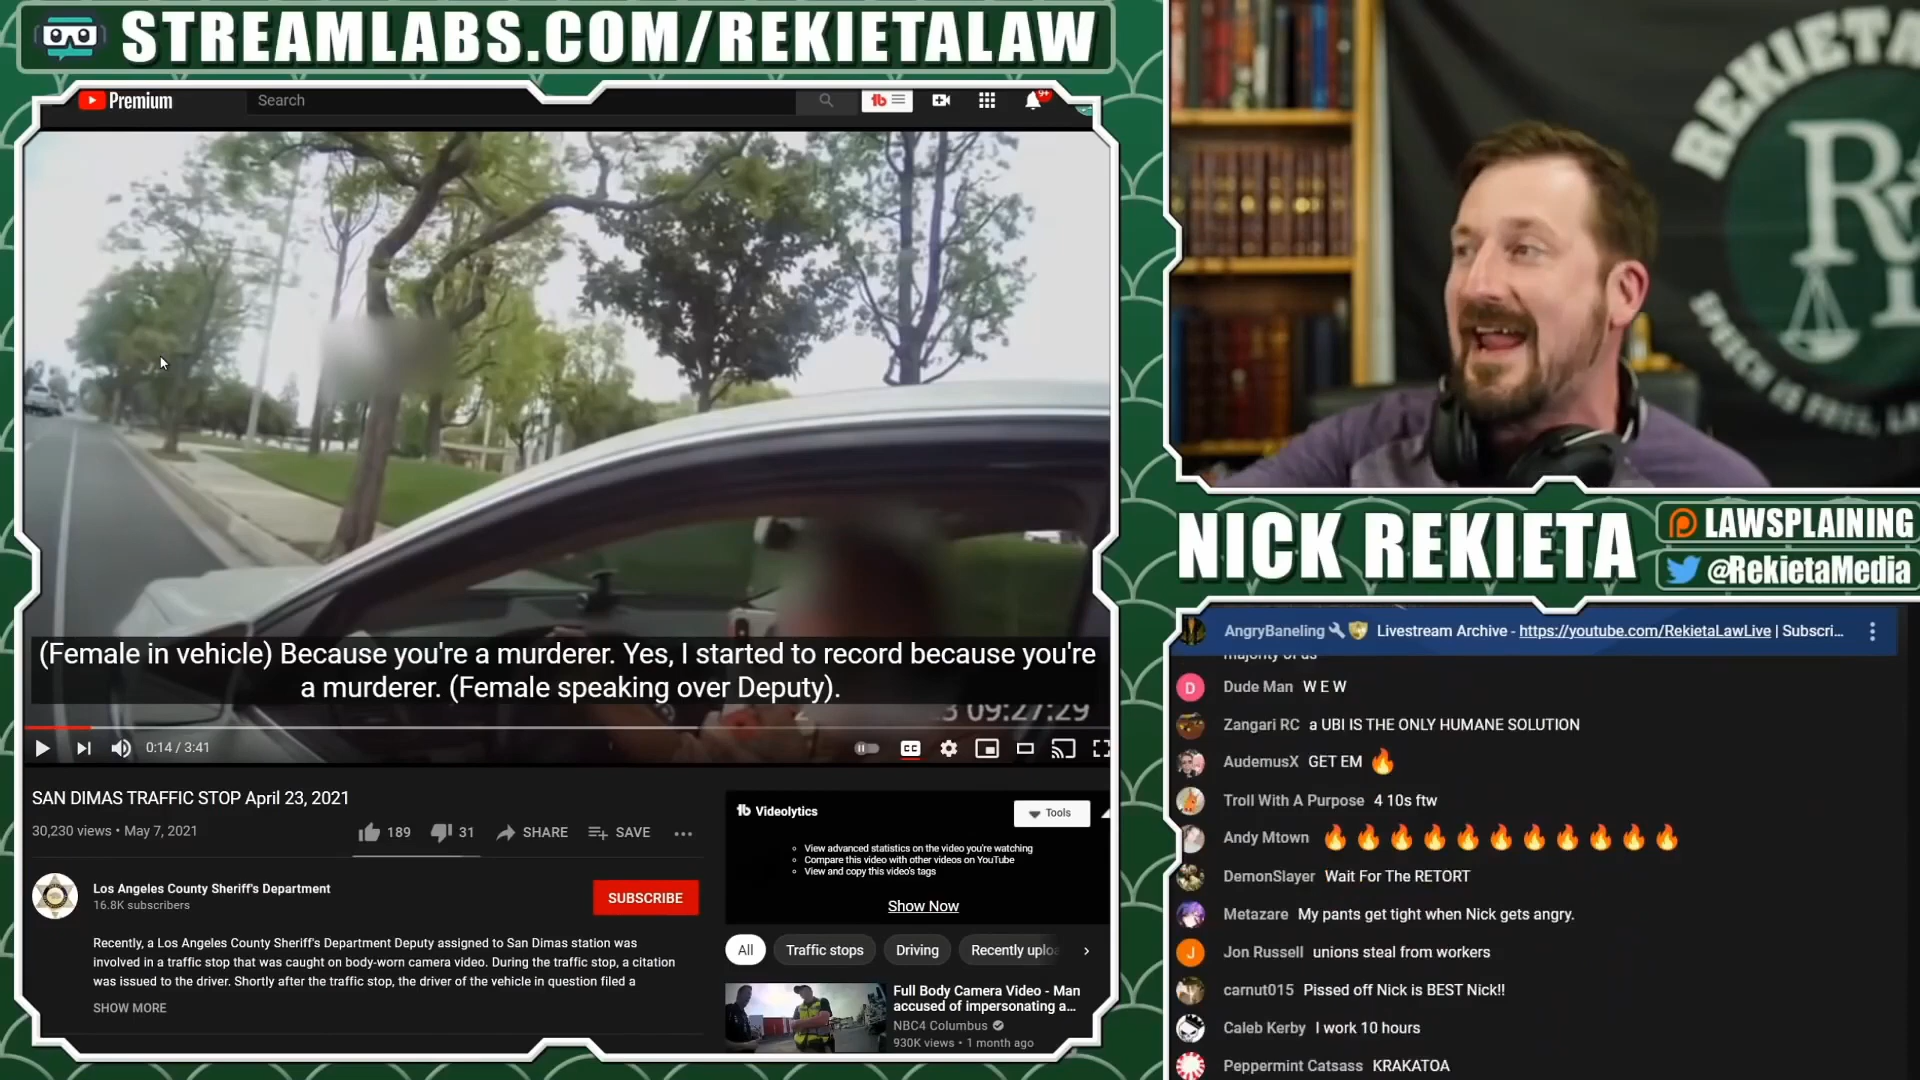 STREAMLABS.COM/REKIETALAW
Premium
Search
9+
(Female in vehicle) Because you're a murderer. Yes, I started to record because you're
a murderer. (Female speaking over Deputy).
09:27:29
0:14 / 3:41
CC
SAN DIMAS TRAFFIC STOP April 23, 2021
30,230 views • May 7, 2021
189
31
SHARE
SAVE
Los Angeles County Sheriff's Department
16.8K subscribers
SUBSCRIBE
Recently, a Los Angeles County Sheriff's Department Deputy assigned to San Dimas station was
involved in a traffic stop that was caught on body-worn camera video. During the traffic stop, a citation
was issued to the driver. Shortly after the traffic stop, the driver of the vehicle in question filed a
SHOW MORE
Videolytics
Tools
View advanced statistics on the video you're watching
Compare this video with other videos on YouTube
View and copy this video's tags
Show Now
All
Traffic stops
Driving
Recently uploa
Full Body Camera Video - Man
accused of impersonating a...
NBC4 Columbus
930K views • 1 month ago
REKIETA
NICK REKIETA
LAWSPLAINING
@RekietaMedia
AngryBaneling Livestream Archive - https://youtube.com/RekietaLawLive | Subscri...
majority of us
Dude Man W E W
Zangari RC a UBI IS THE ONLY HUMANE SOLUTION
AudemusX GET EM 🔥
Troll With A Purpose 4 10s ftw
Andy Mtown 🔥🔥🔥🔥🔥🔥🔥🔥🔥🔥🔥
DemonSlayer Wait For The RETORT
Metazare My pants get tight when Nick gets angry.
Jon Russell unions steal from workers
carnut015 Pissed off Nick is BEST Nick!!
Caleb Kerby I work 10 hours
Peppermint Catsass KRAKATOA